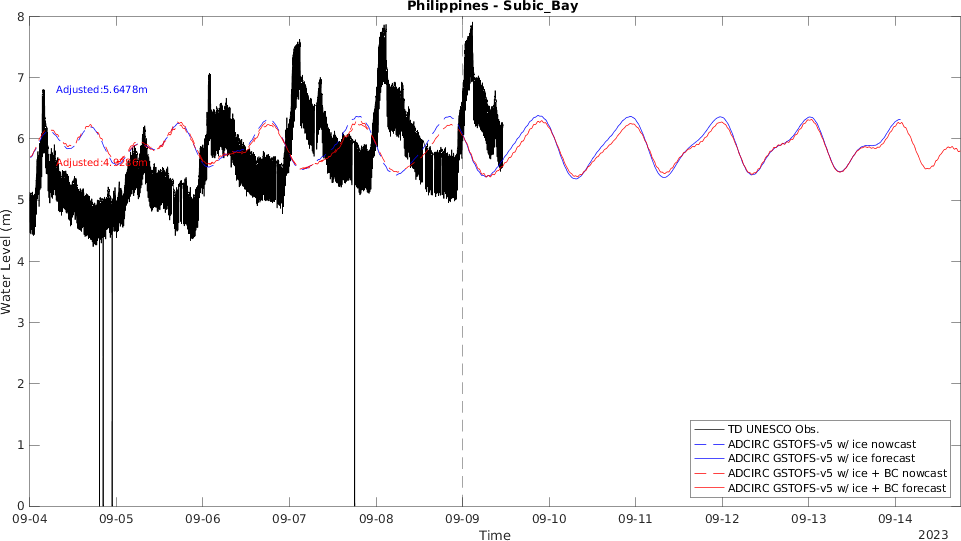 Philippines - Subic_Bay
8
7
6
5
4
3
2
1
0
Water Level (m)
Adjusted:5.6478m
TD UNESCO Obs.
ADCIRC GSTOFS-v5 w/ ice nowcast
ADCIRC GSTOFS-v5 w/ ice forecast
ADCIRC GSTOFS-v5 w/ ice + BC nowcast
ADCIRC GSTOFS-v5 w/ ice + BC forecast
09-04 09-05 09-06 09-07 09-08 09-09 09-10 09-11 09-12 09-13 09-14
Time
2023